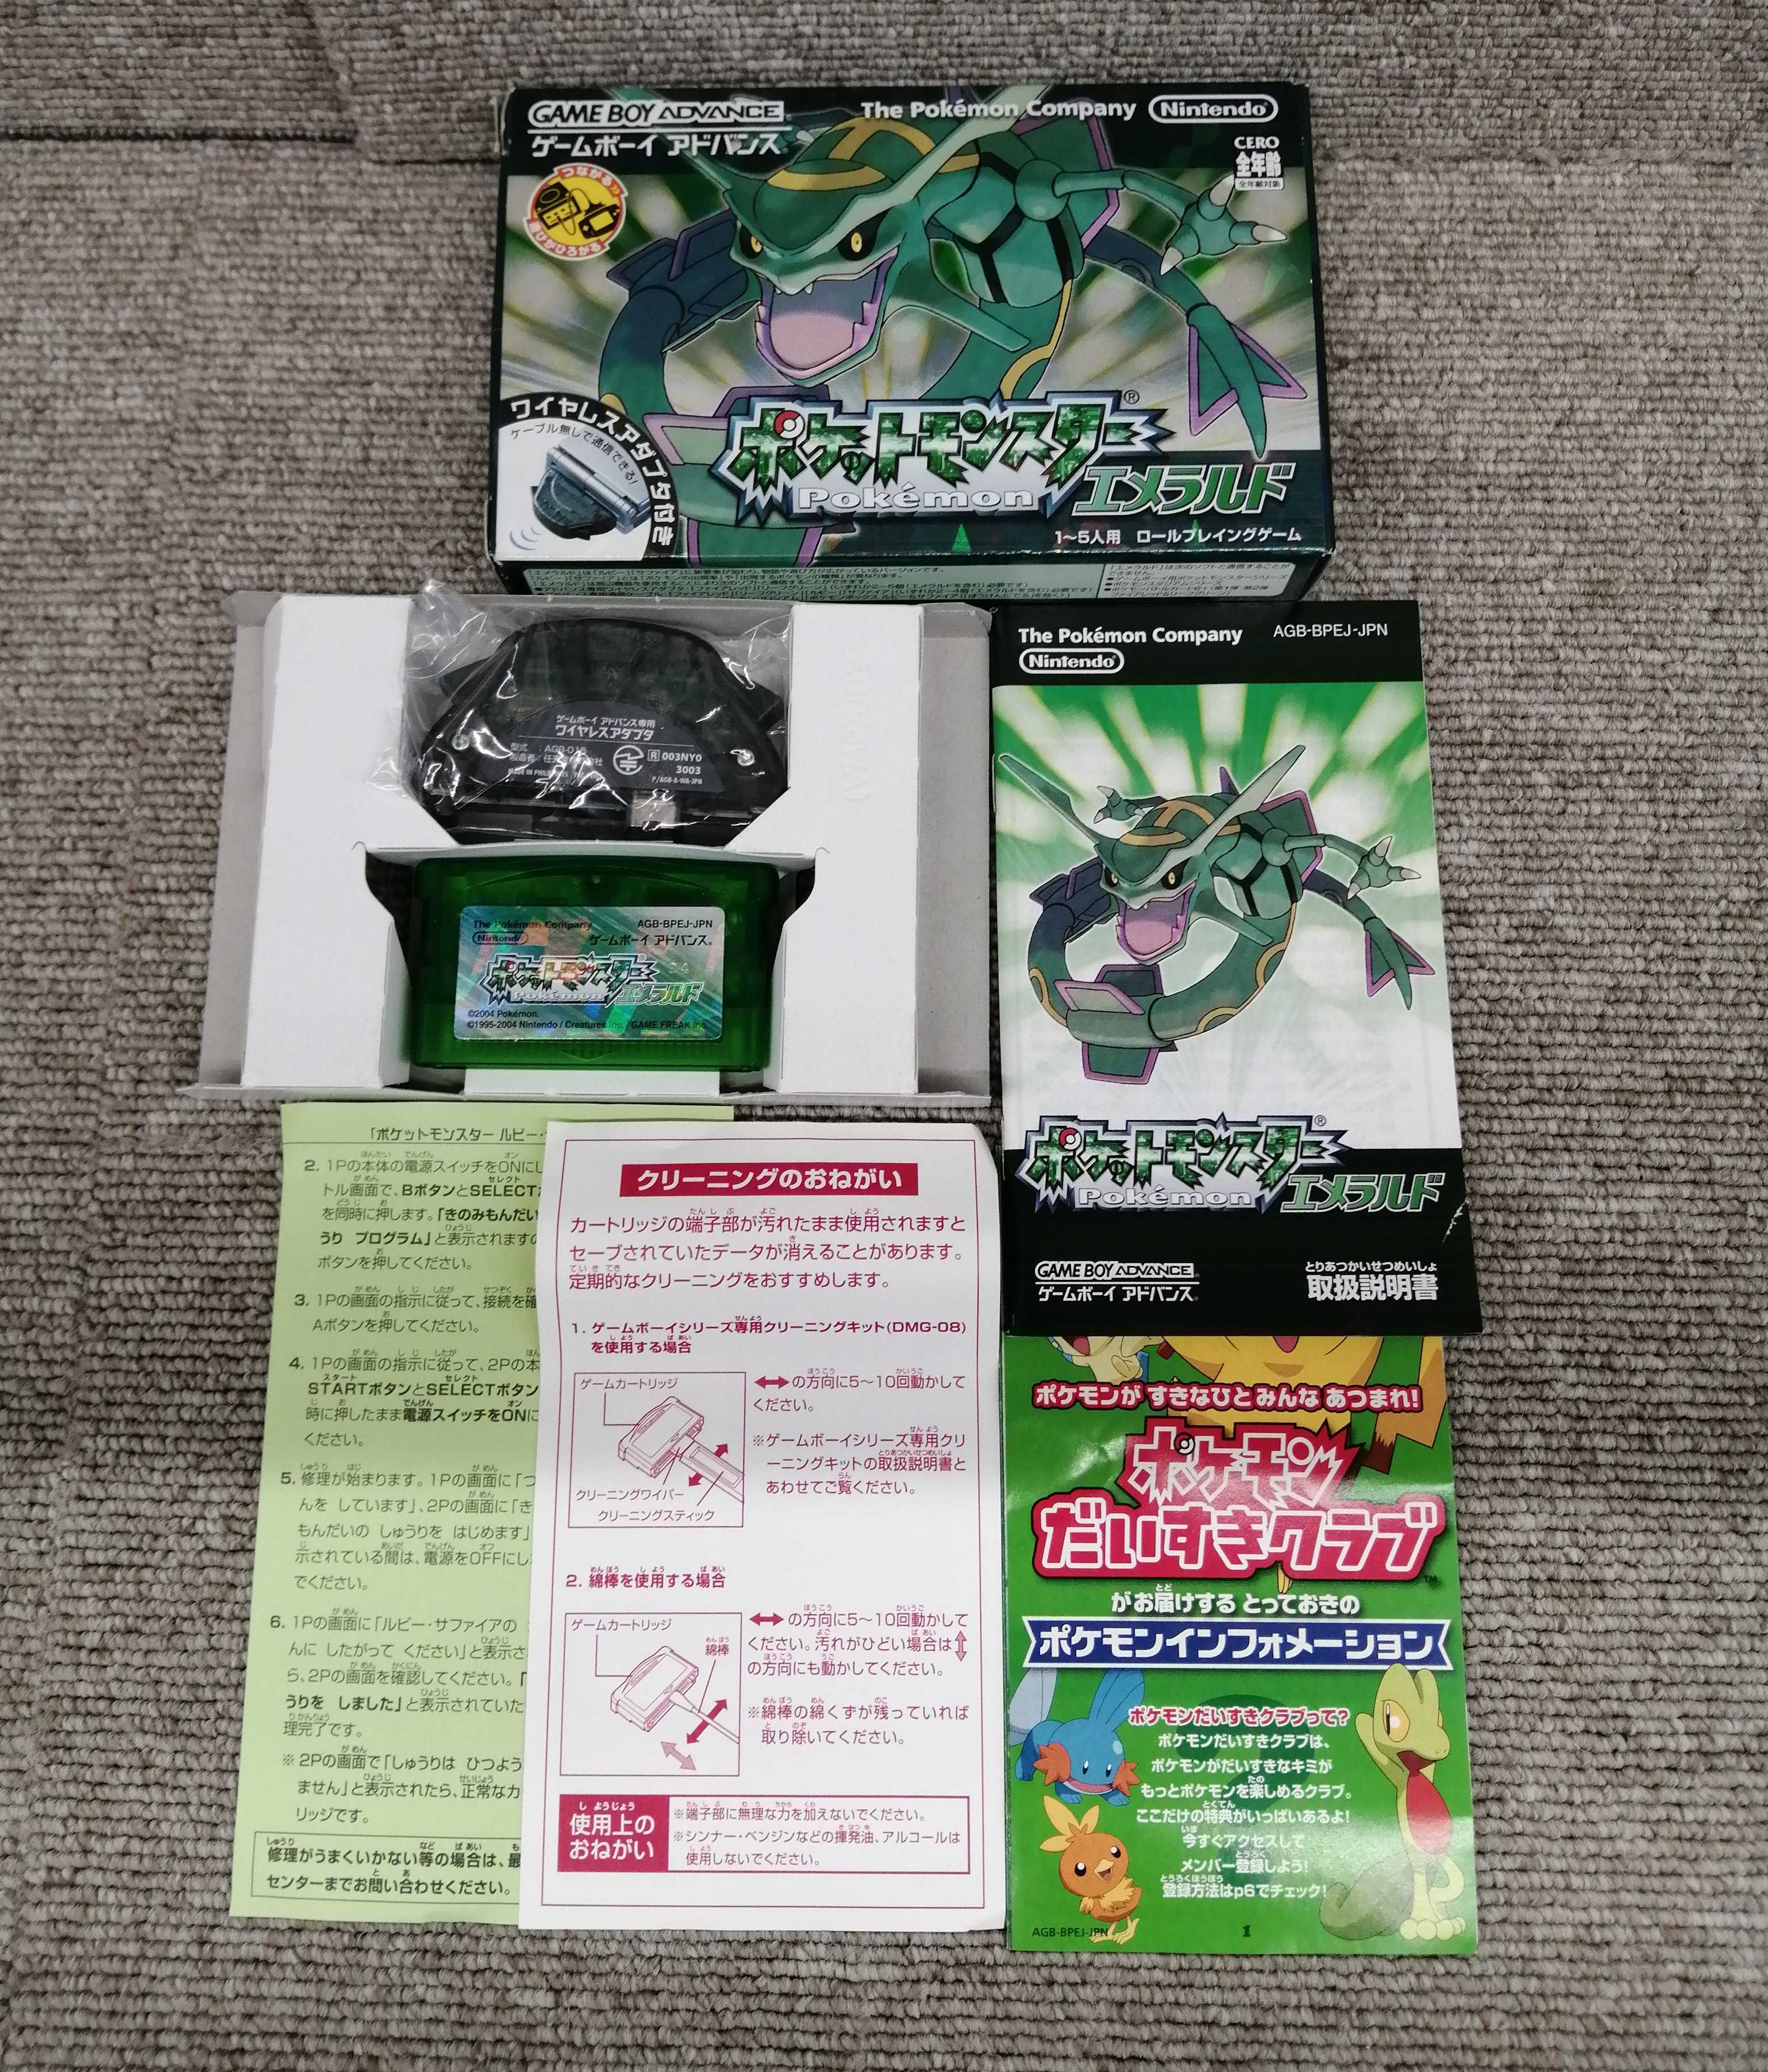 GAME BOY ADVANCE
ゲームボーイ アドバンス
The Pokémon Company Nintendo
CERO
全年齢
全年齢対象
つながる
遊びがひろがる
ワイヤレスアダプタ付き
ケーブル無しで通信できる!
ポケットモンスター®
Pokémon エメラルド
1~5人用 ロールプレイングゲーム
ゲームボーイ アドバンス専用
ワイヤレスアダプタ
R 003NY0
3003
P/AGB-A-WA-JPN
The Pokémon Company AGB-BPEJ-JPN
Nintendo ゲームボーイ アドバンス®
ポケットモンスター
Pokémon エメラルド
©2004 Pokémon.
©1995-2004 Nintendo / Creatures inc. / GAME FREAK inc.
The Pokémon Company AGB-BPEJ-JPN
Nintendo
ポケットモンスター®
Pokémon エメラルド
GAME BOY ADVANCE
ゲームボーイ アドバンス
とりあつかいせつめいしょ
取扱説明書
「ポケットモンスター ルビー・
2. 1Pの本体の電源スイッチをONにし
トル画面で、BボタンとSELECT
を同時に押します。「きのみもんだい
うり プログラム」と表示されますの
ボタンを押してください。
3. 1Pの画面の指示に従って、接続を確
Aボタンを押してください。
4. 1Pの画面の指示に従って、2Pの本
STARTボタンとSELECTボタン
時に押したまま電源スイッチをONに
ください。
5. 修理が始まります。1Pの画面に「つ
んを しています」、2Pの画面に「き
もんだいの しゅうりを はじめます」
示されている間は、電源をOFFにし
でください。
6. 1Pの画面に「ルビー・サファイアの
んに したがって ください」と表示さ
ら、2Pの画面を確認してください。「
うりを しました」と表示されていた
理完了です。
※ 2Pの画面で「しゅうりは ひつよう
ません」と表示されたら、正常なカ
リッジです。
修理がうまくいかない等の場合は、最
センターまでお問い合わせください。
クリーニングのおねがい
カートリッジの端子部が汚れたまま使用されますと
セーブされていたデータが消えることがあります。
定期的なクリーニングをおすすめします。
1. ゲームボーイシリーズ専用クリーニングキット(DMG-08)
を使用する場合
ゲームカートリッジ
クリーニングワイパー
クリーニングスティック
↔の方向に5~10回動かして
ください。
※ゲームボーイシリーズ専用クリ
ーニングキットの取扱説明書と
あわせてご覧ください。
2. 綿棒を使用する場合
ゲームカートリッジ
綿棒
↔の方向に5~10回動かして
ください。汚れがひどい場合は↕
の方向にも動かしてください。
※綿棒の綿くずが残っていれば
取り除いてください。
使用上の
おねがい
※端子部に無理な力を加えないでください。
※シンナー・ベンジンなどの揮発油、アルコールは
使用しないでください。
ポケモンが すきなひと みんな あつまれ!
ポケモン
だいすきクラブ™
がお届けする とっておきの
ポケモンインフォメーション
ポケモンだいすきクラブって?
ポケモンだいすきクラブは、
ポケモンがだいすきなキミが
もっとポケモンを楽しめるクラブ。
ここだけの特典がいっぱいあるよ!
今すぐアクセスして
メンバー登録しよう!
登録方法はp6でチェック!
AGB-BPEJ-JPN 1